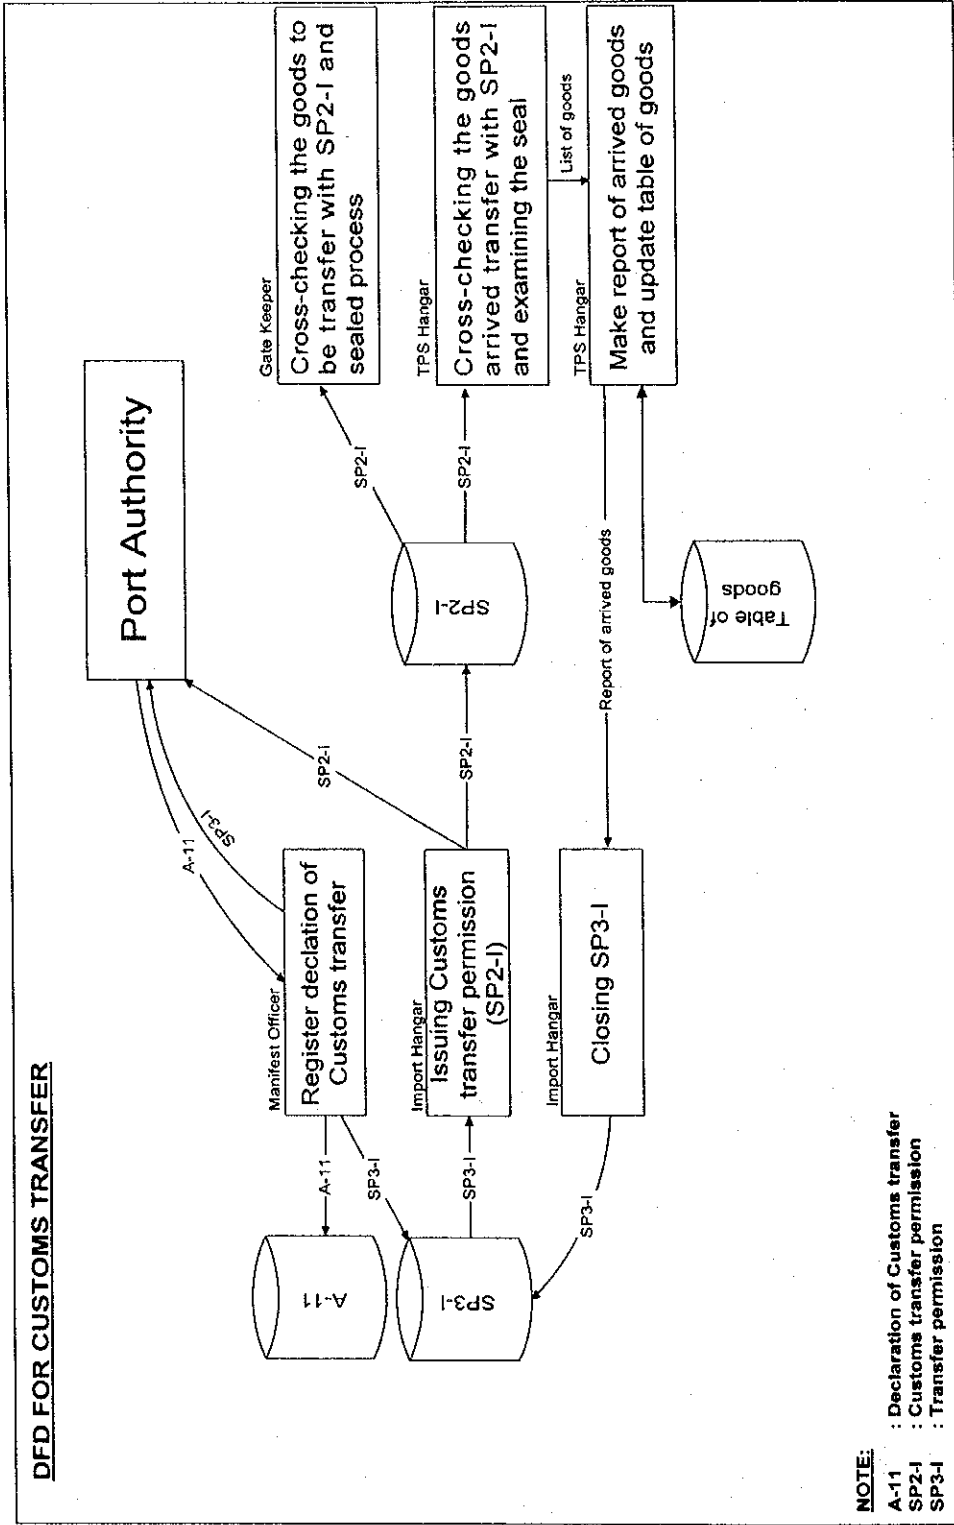 DFD FOR CUSTOMS TRANSFER
Port Authority
A-11
SP3-I
SP2-I
Manifest Officer
Register declation of
Customs transfer
A-11
SP3-I
A-11
SP3-I
SP3-I
Import Hangar
Issuing Customs
transfer permission
(SP2-I)
SP2-I
SP2-I
SP2-I
SP2-I
Gate Keeper
Cross-checking the goods to
be transfer with SP2-I and
sealed process
TPS Hangar
Cross-checking the goods
arrived transfer with SP2-I
and examining the seal
List of goods
TPS Hangar
Make report of arrived goods
and update table of goods
Report of arrived goods
Table of
goods
Import Hangar
Closing SP3-I
SP3-I
NOTE:
A-11 : Declaration of Customs transfer
SP2-I : Customs transfer permission
SP3-I : Transfer permission